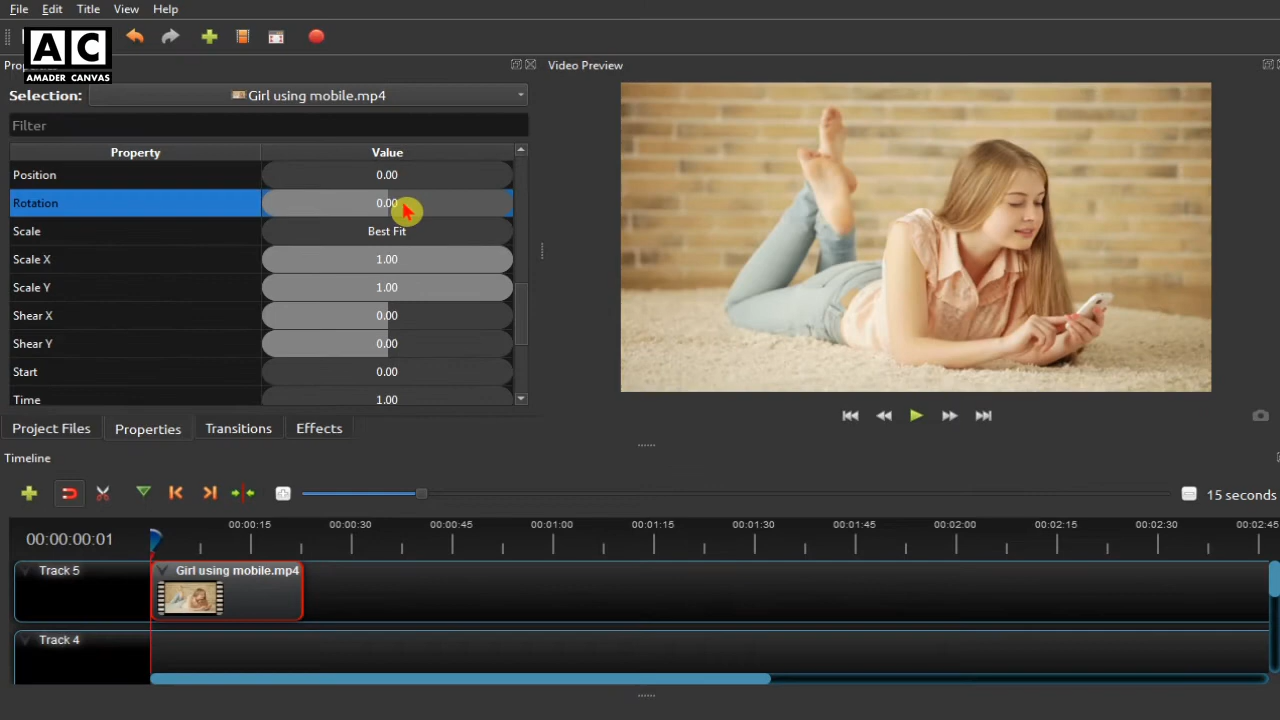 File Edit Title View Help
AC
AMADER CANVAS
Video Preview
Selection: Girl using mobile.mp4
Filter
Property Value
Position 0.00
Rotation 0.00
Scale Best Fit
Scale X 1.00
Scale Y 1.00
Shear X 0.00
Shear Y 0.00
Start 0.00
Time 1.00
Project Files Properties Transitions Effects
Timeline
15 seconds
00:00:15 00:00:30 00:00:45 00:01:00 00:01:15 00:01:30 00:01:45 00:02:00 00:02:15 00:02:30 00:02:45
00:00:00:01
Track 5 Girl using mobile.mp4
Track 4